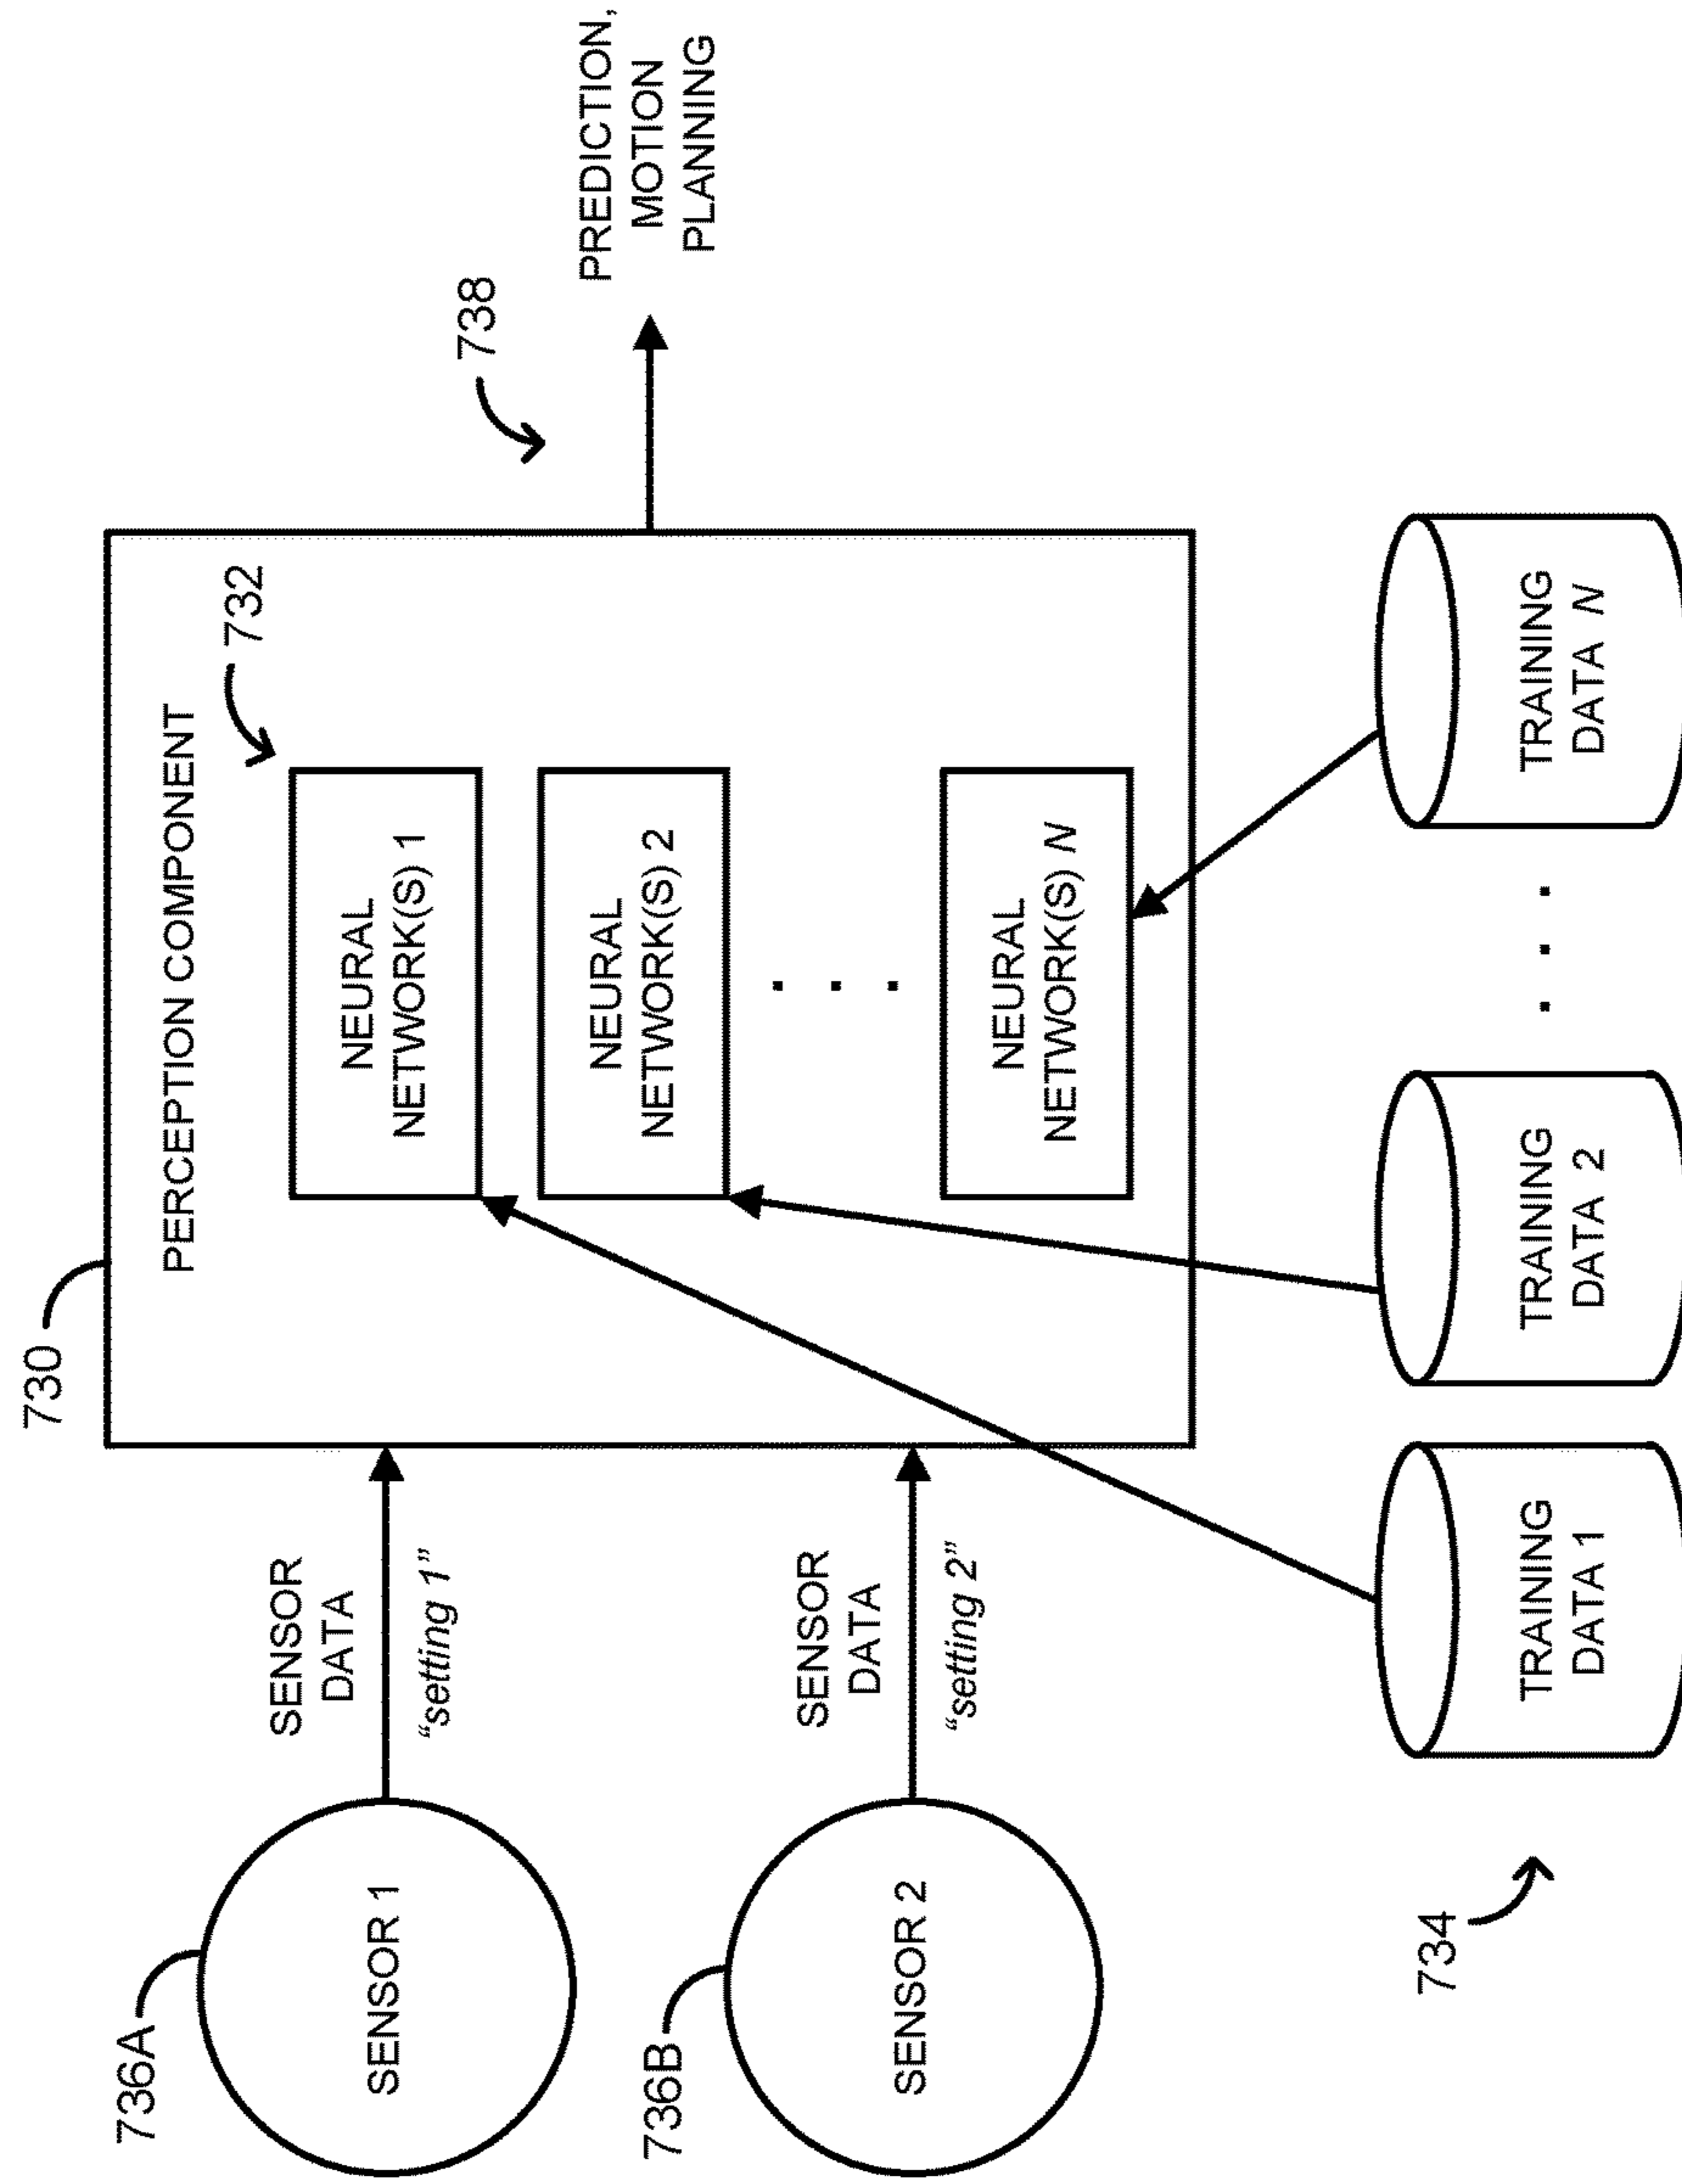 730
PERCEPTION COMPONENT
732
736A
SENSOR 1
SENSOR
DATA
“setting 1”
NEURAL
NETWORK(S) 1
738
PREDICTION,
MOTION
PLANNING
736B
SENSOR 2
SENSOR
DATA
“setting 2”
NEURAL
NETWORK(S) 2
. . .
NEURAL
NETWORK(S) N
734
TRAINING
DATA 1
TRAINING
DATA 2
. . .
TRAINING
DATA N